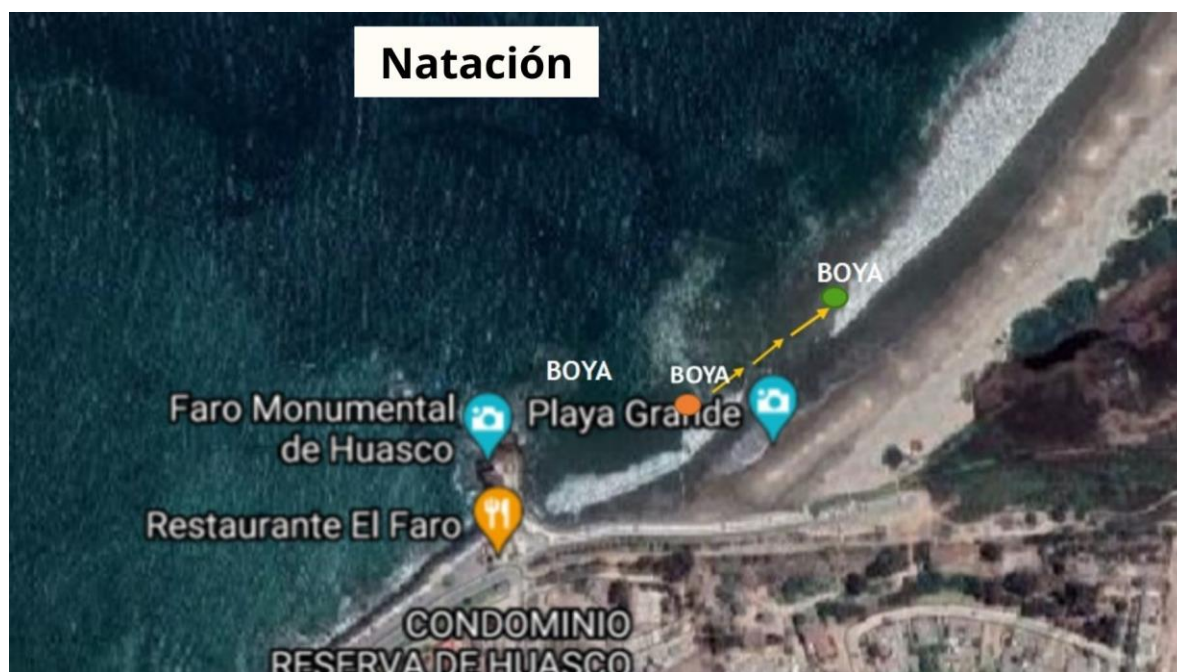 Natación
BOYA
BOYA
BOYA
Faro Monumental
de Huasco
Playa Grande
Restaurante El Faro
CONDOMINIO
RESERVA DE HUASCO